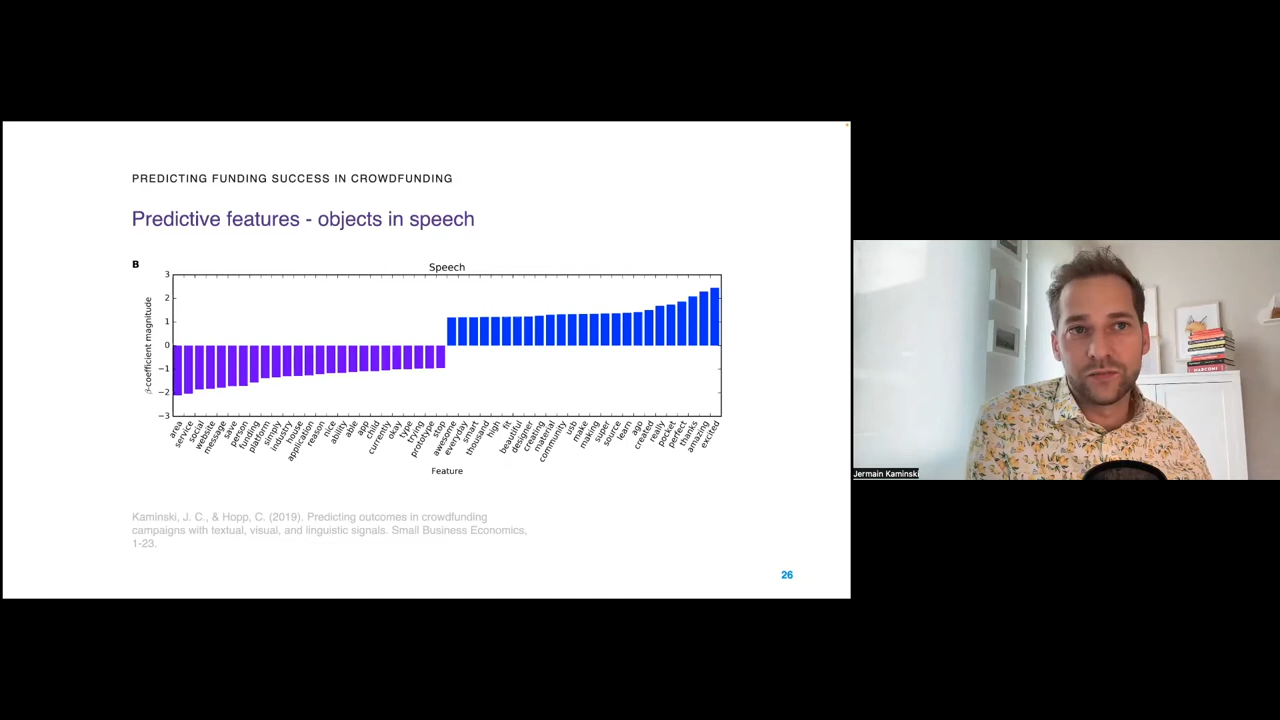 PREDICTING FUNDING SUCCESS IN CROWDFUNDING
Predictive features - objects in speech
B
Speech
3
2
1
0
−1
−2
−3
β-coefficient magnitude
area
service
social
website
message
save
person
funding
platform
simply
industry
house
application
reason
nice
ability
able
app
child
currently
okay
type
trying
prototype
stop
awesome
everyday
smart
thousand
high
fit
beautiful
designer
creating
material
community
usb
make
making
super
source
learn
ago
created
really
pocket
perfect
thanks
amazing
excited
Feature
Kaminski, J. C., & Hopp, C. (2019). Predicting outcomes in crowdfunding
campaigns with textual, visual, and linguistic signals. Small Business Economics,
1-23.
26
MARCONI
Jermain Kaminski